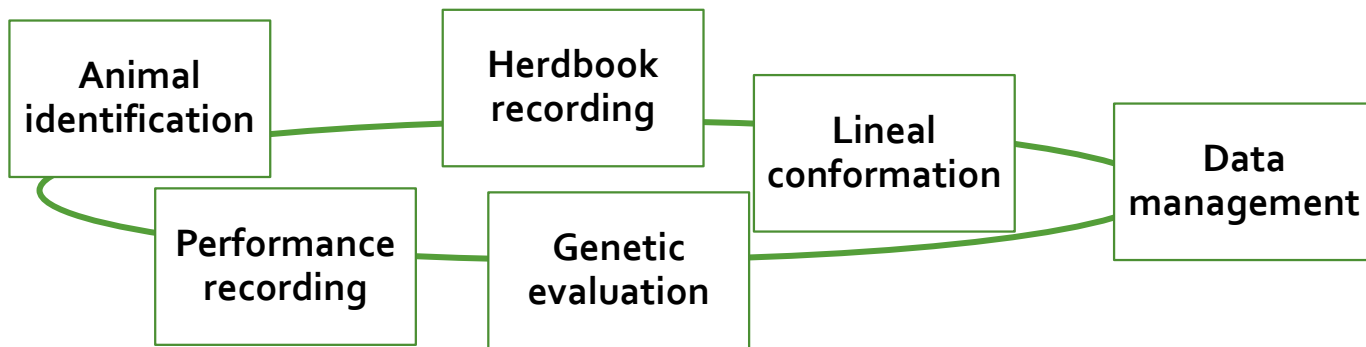 Animal
identification
Herdbook
recording
Lineal
conformation
Data
management
Performance
recording
Genetic
evaluation